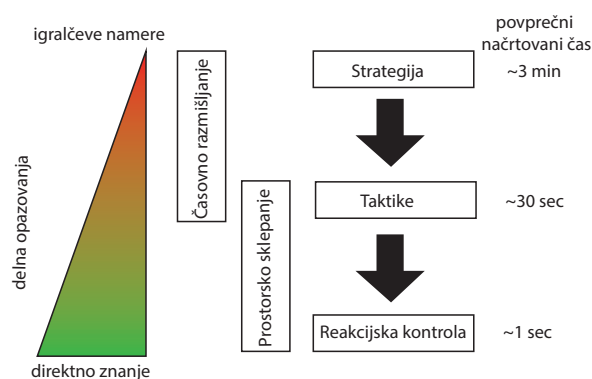 igralčeve namere
delna opazovanja
direktno znanje
Časovno razmišljanje
Prostorsko sklepanje
povprečni
načrtovani čas
Strategija
~3 min
Taktike
~30 sec
Reakcijska kontrola
~1 sec